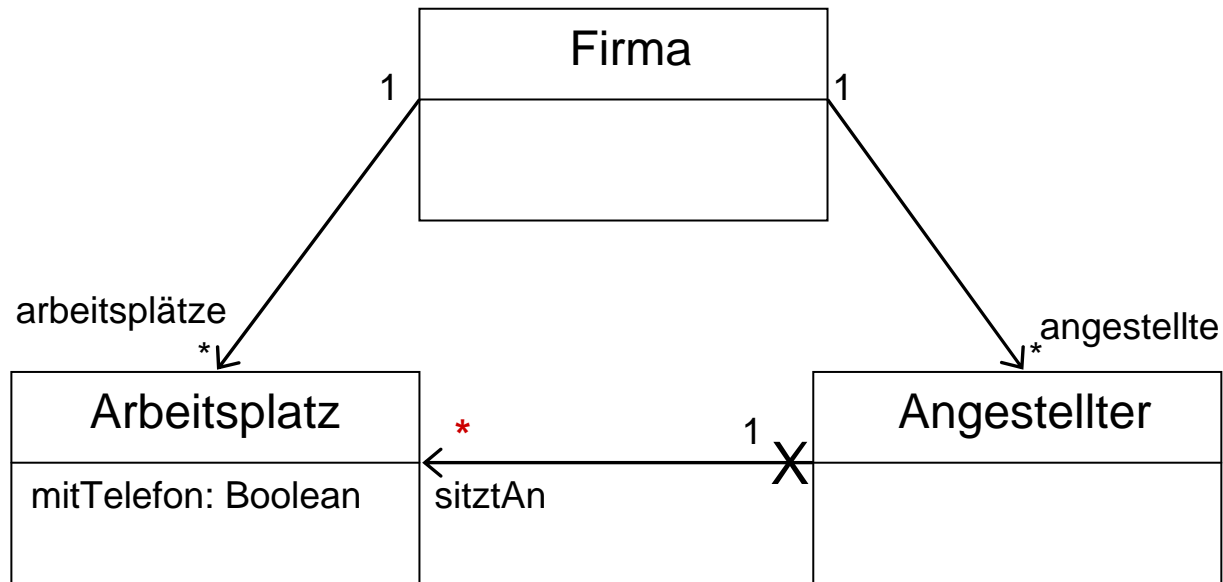 Firma
1
1
arbeitsplätze
*
angestellte
*
Arbeitsplatz
*
1
X
Angestellter
mitTelefon: Boolean
sitztAn